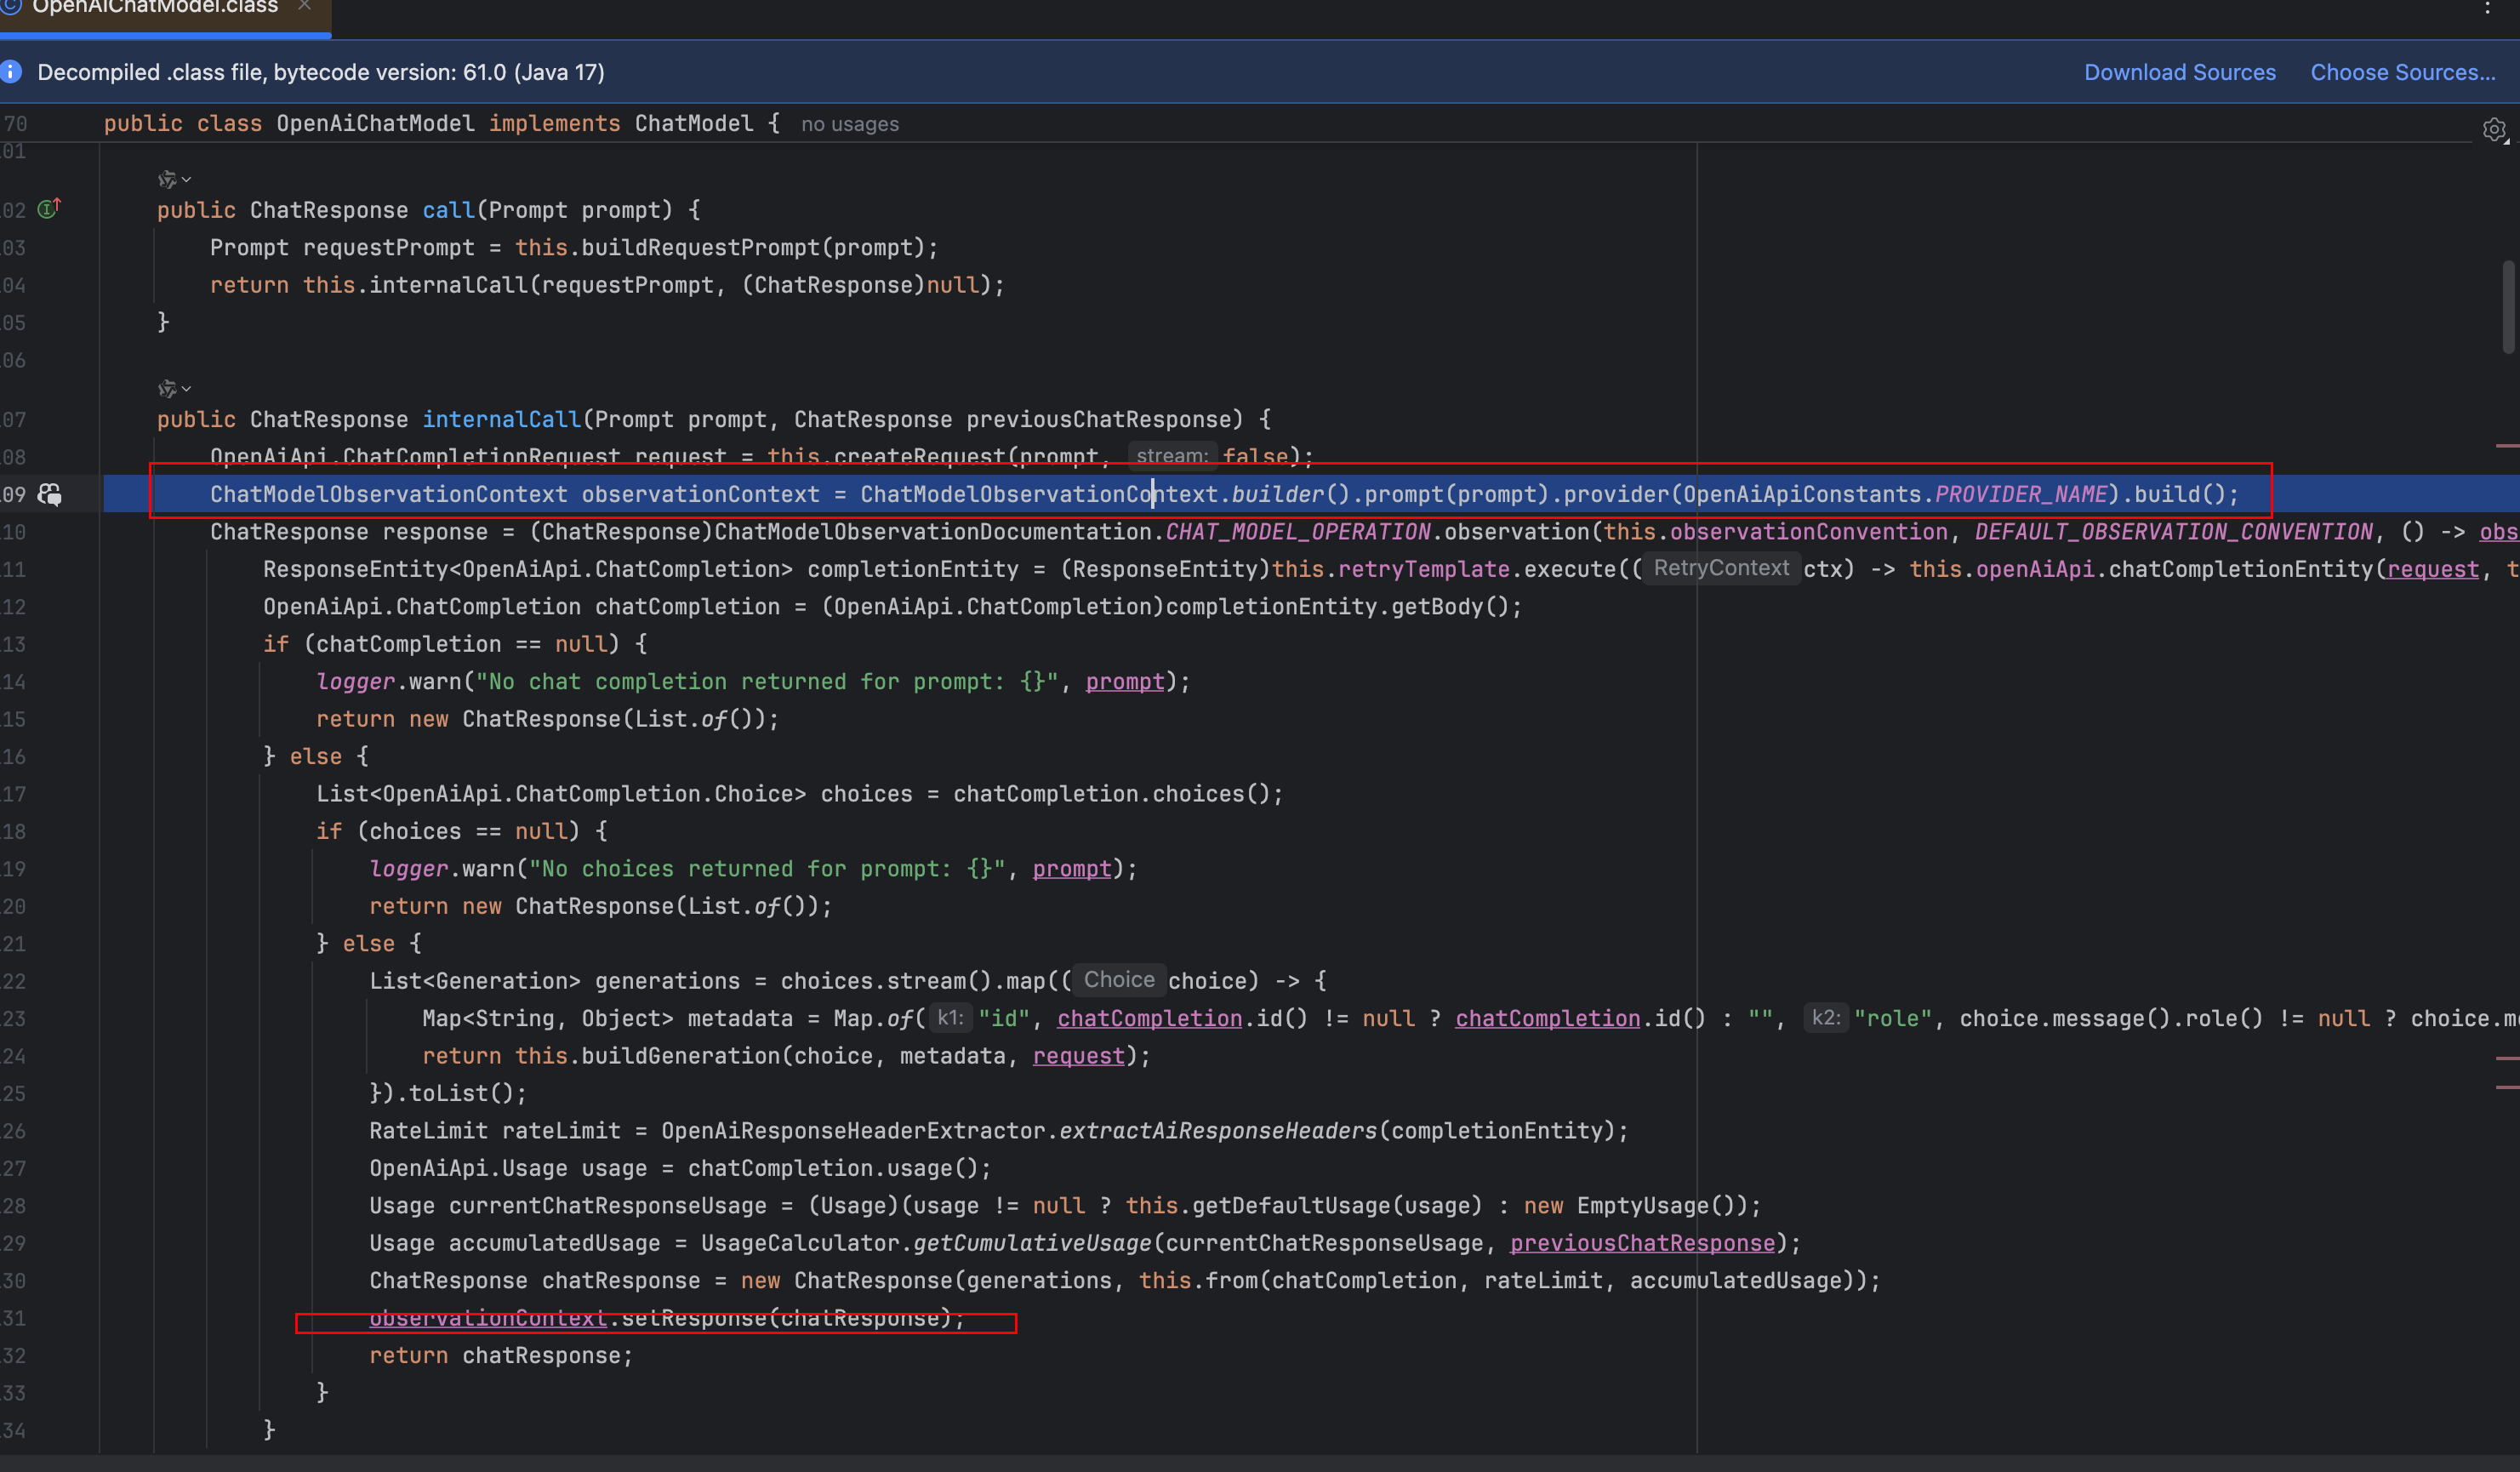 OpenAiChatModel.class
Decompiled .class file, bytecode version: 61.0 (Java 17) Download Sources Choose Sources...
70 public class OpenAiChatModel implements ChatModel { no usages
01
02 public ChatResponse call(Prompt prompt) {
03 Prompt requestPrompt = this.buildRequestPrompt(prompt);
04 return this.internalCall(requestPrompt, (ChatResponse)null);
05 }
06
07 public ChatResponse internalCall(Prompt prompt, ChatResponse previousChatResponse) {
08 OpenAiApi.ChatCompletionRequest request = this.createRequest(prompt, stream: false);
09 ChatModelObservationContext observationContext = ChatModelObservationContext.builder().prompt(prompt).provider(OpenAiApiConstants.PROVIDER_NAME).build();
10 ChatResponse response = (ChatResponse)ChatModelObservationDocumentation.CHAT_MODEL_OPERATION.observation(this.observationConvention, DEFAULT_OBSERVATION_CONVENTION, () -> obs
11 ResponseEntity<OpenAiApi.ChatCompletion> completionEntity = (ResponseEntity)this.retryTemplate.execute((RetryContext ctx) -> this.openAiApi.chatCompletionEntity(request, t
12 OpenAiApi.ChatCompletion chatCompletion = (OpenAiApi.ChatCompletion)completionEntity.getBody();
13 if (chatCompletion == null) {
14 logger.warn("No chat completion returned for prompt: {}", prompt);
15 return new ChatResponse(List.of());
16 } else {
17 List<OpenAiApi.ChatCompletion.Choice> choices = chatCompletion.choices();
18 if (choices == null) {
19 logger.warn("No choices returned for prompt: {}", prompt);
20 return new ChatResponse(List.of());
21 } else {
22 List<Generation> generations = choices.stream().map((Choice choice) -> {
23 Map<String, Object> metadata = Map.of(k1: "id", chatCompletion.id() != null ? chatCompletion.id() : "", k2: "role", choice.message().role() != null ? choice.m
24 return this.buildGeneration(choice, metadata, request);
25 }).toList();
26 RateLimit rateLimit = OpenAiResponseHeaderExtractor.extractAiResponseHeaders(completionEntity);
27 OpenAiApi.Usage usage = chatCompletion.usage();
28 Usage currentChatResponseUsage = (Usage)(usage != null ? this.getDefaultUsage(usage) : new EmptyUsage());
29 Usage accumulatedUsage = UsageCalculator.getCumulativeUsage(currentChatResponseUsage, previousChatResponse);
30 ChatResponse chatResponse = new ChatResponse(generations, this.from(chatCompletion, rateLimit, accumulatedUsage));
31 observationContext.setResponse(chatResponse);
32 return chatResponse;
33 }
34 }